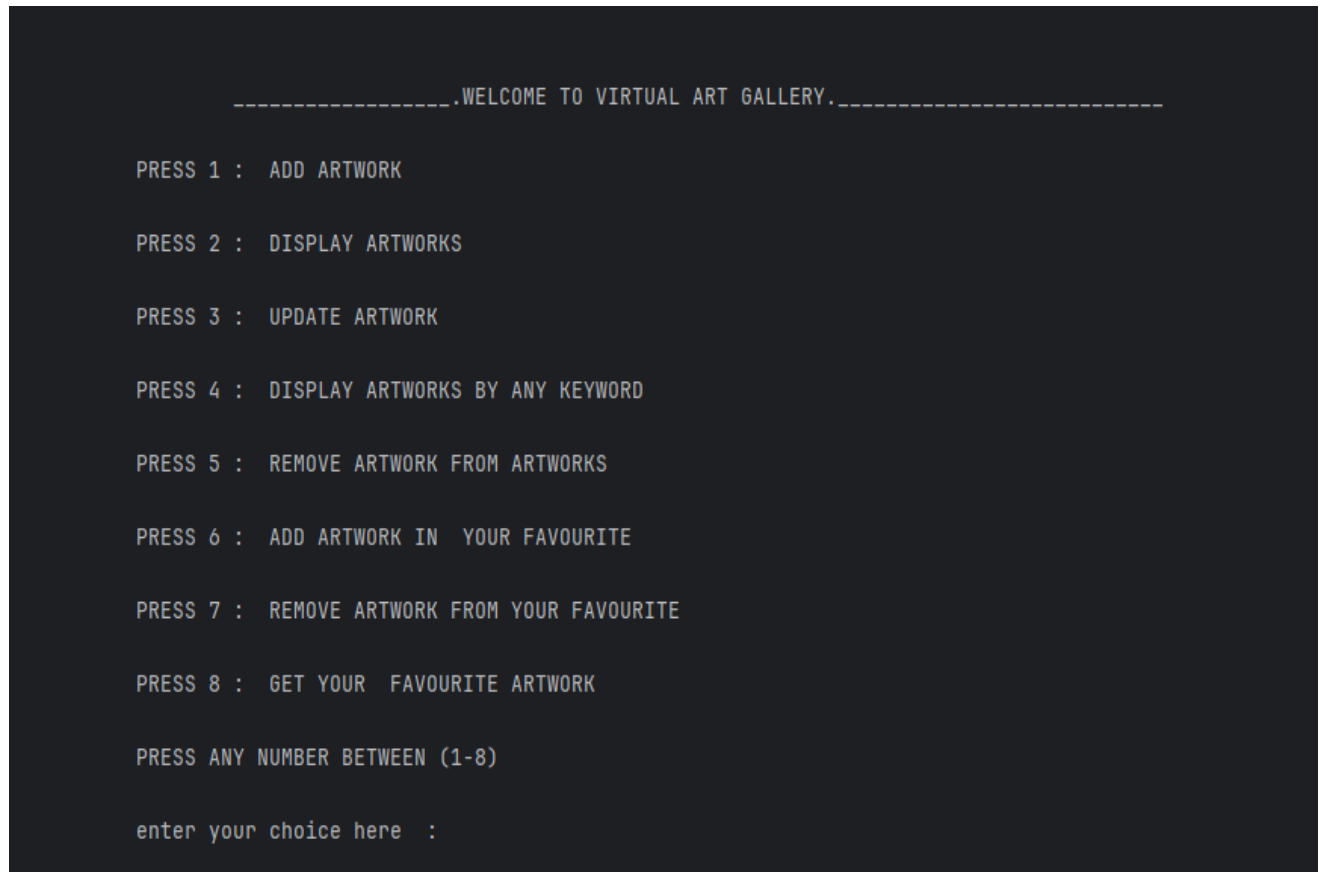 __________________.WELCOME TO VIRTUAL ART GALLERY.___________________________
PRESS 1 :  ADD ARTWORK
PRESS 2 :  DISPLAY ARTWORKS
PRESS 3 :  UPDATE ARTWORK
PRESS 4 :  DISPLAY ARTWORKS BY ANY KEYWORD
PRESS 5 :  REMOVE ARTWORK FROM ARTWORKS
PRESS 6 :  ADD ARTWORK IN  YOUR FAVOURITE
PRESS 7 :  REMOVE ARTWORK FROM YOUR FAVOURITE
PRESS 8 :  GET YOUR  FAVOURITE ARTWORK
PRESS ANY NUMBER BETWEEN (1-8)
enter your choice here  :